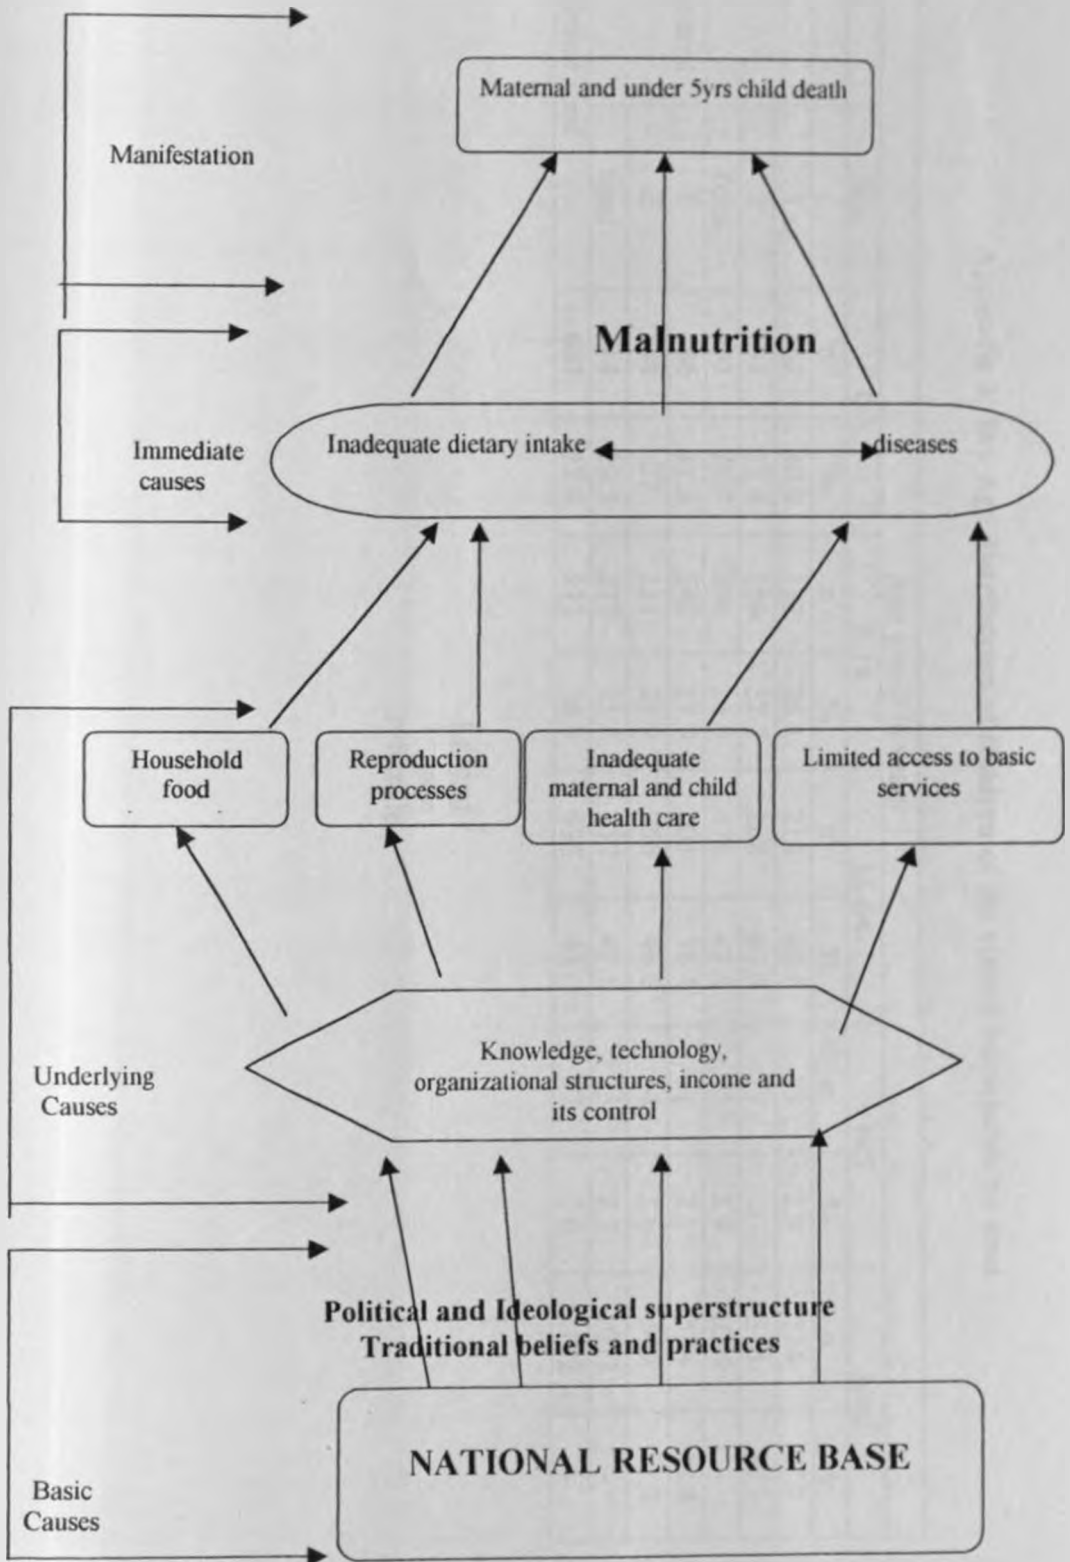 Maternal and under 5yrs child death
Manifestation
Malnutrition
Immediate
causes
Inadequate dietary intake
diseases
Household
food
Reproduction
processes
Inadequate
maternal and child
health care
Limited access to basic
services
Underlying
Causes
Knowledge, technology,
organizational structures, income and
its control
Political and Ideological superstructure
Traditional beliefs and practices
NATIONAL RESOURCE BASE
Basic
Causes